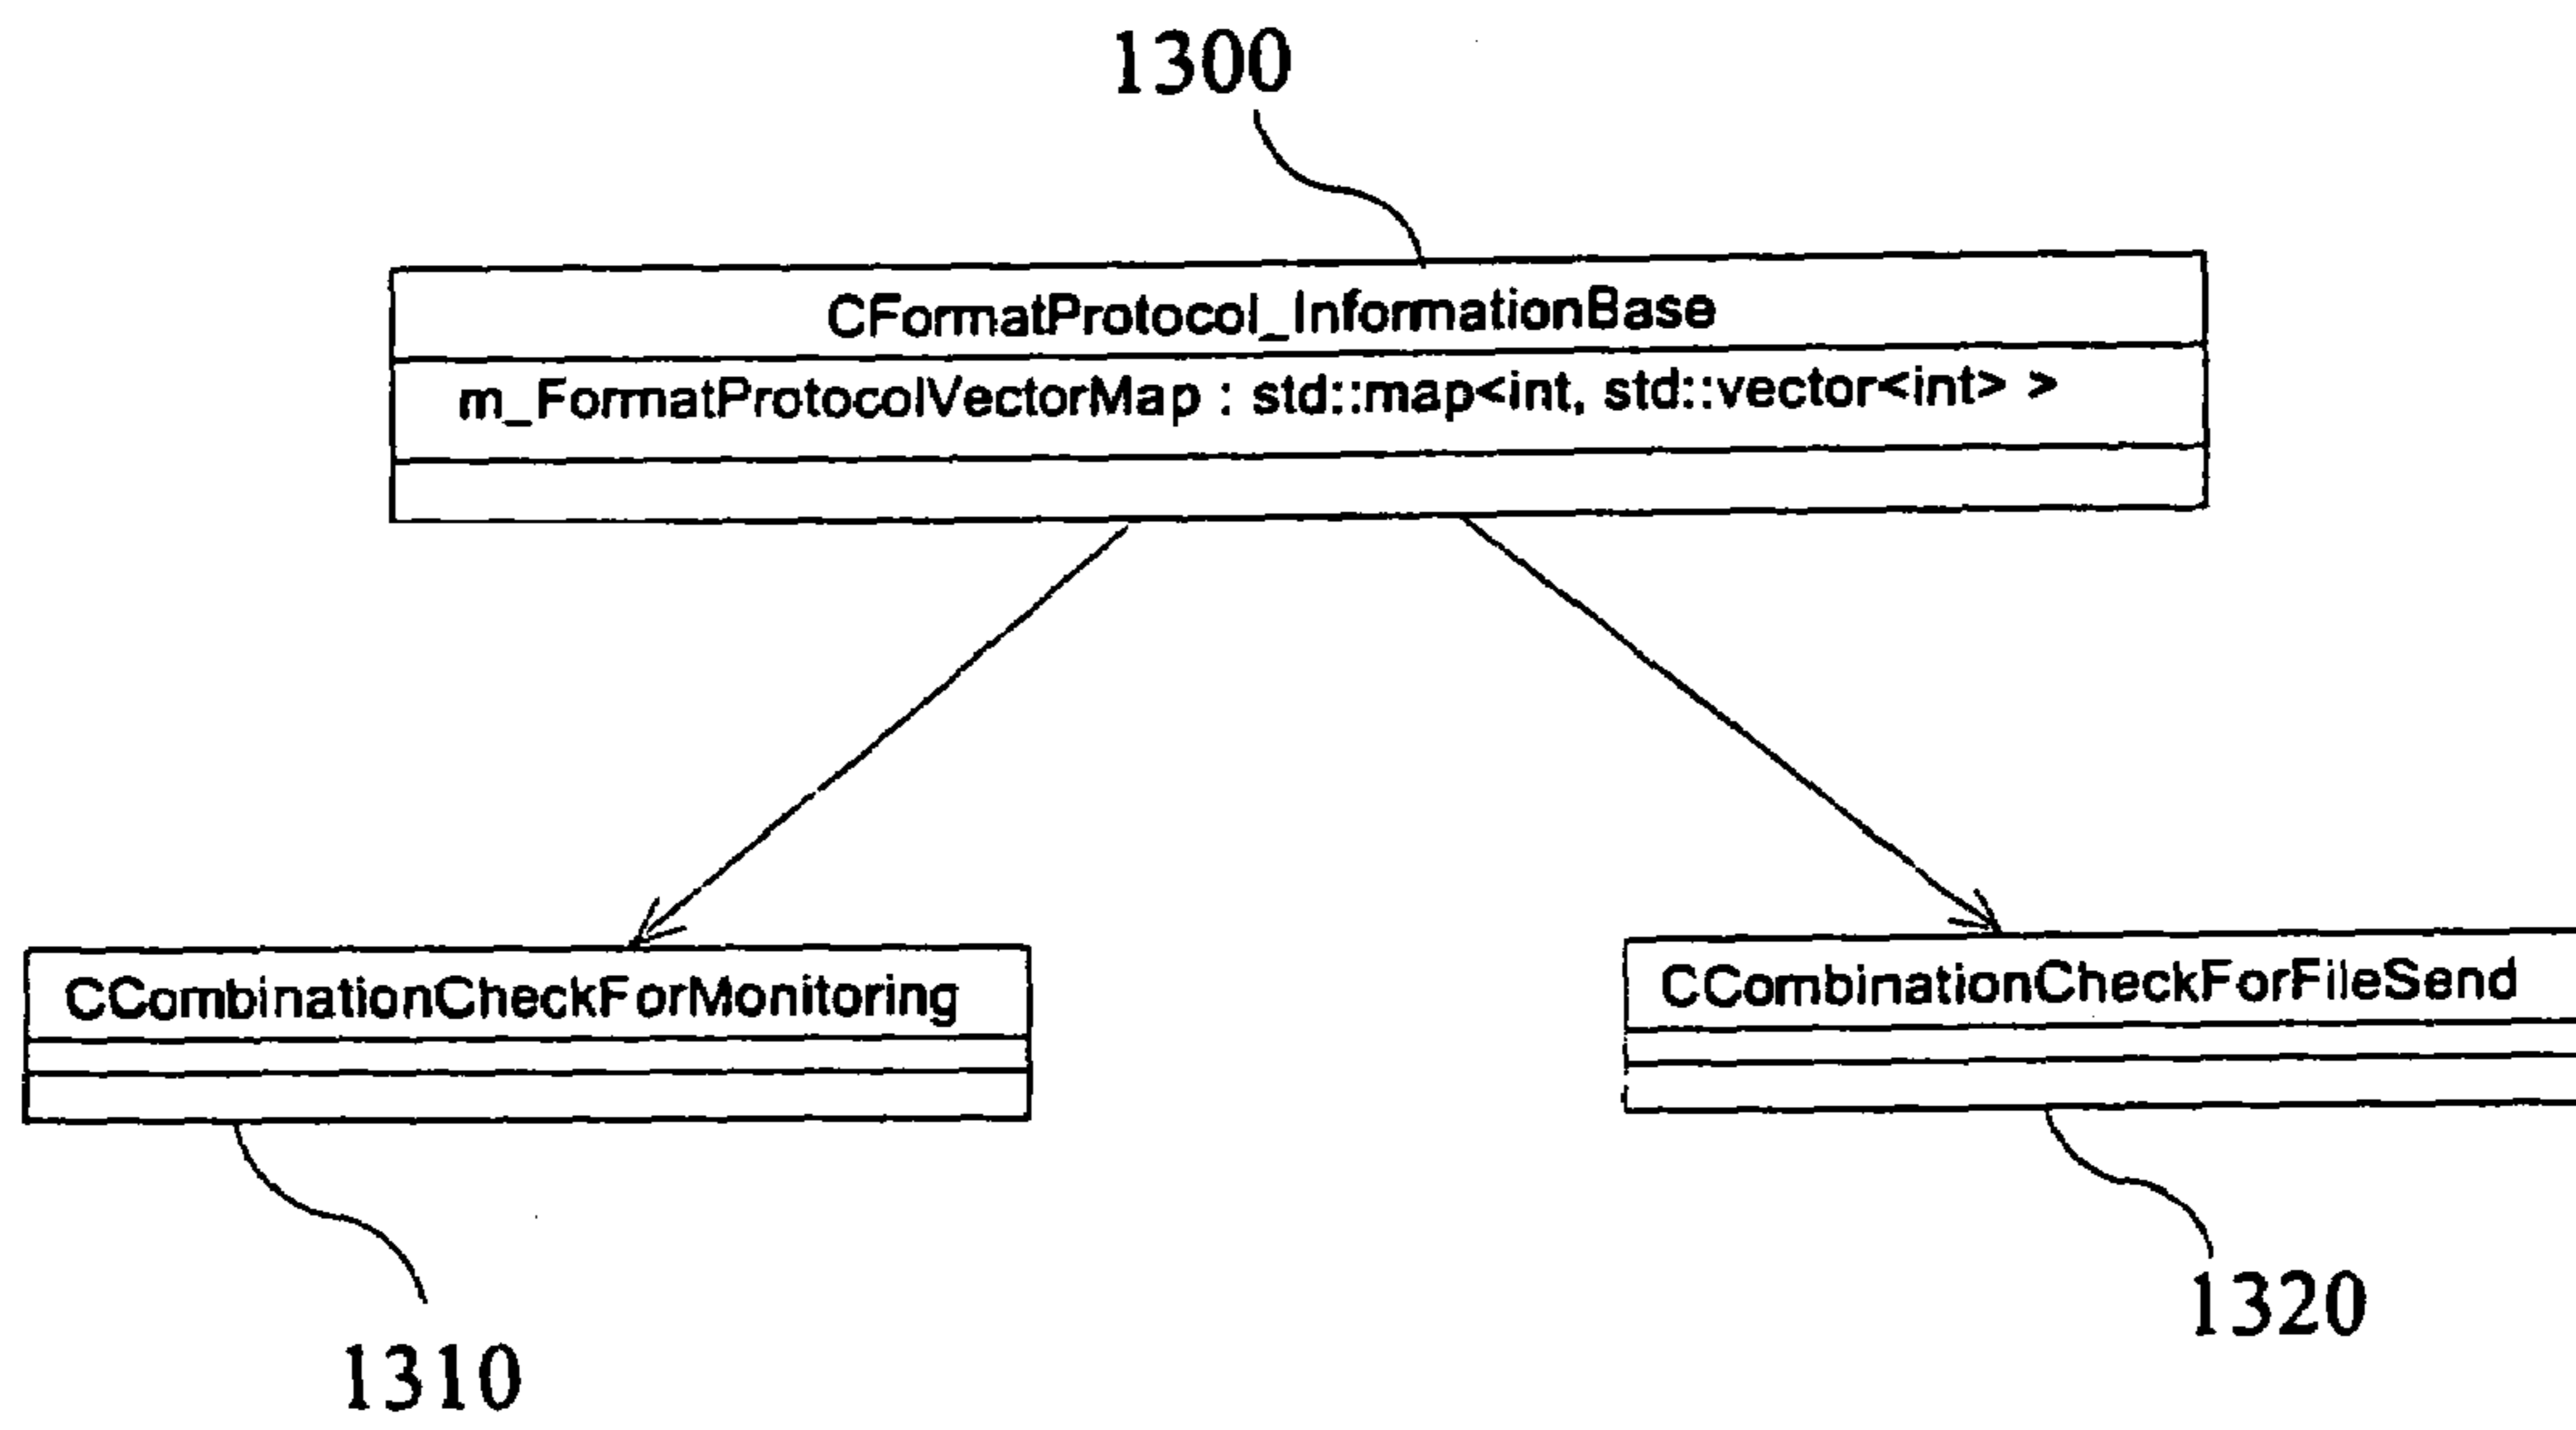 1300
CFormatProtocol_InformationBase
m_FormatProtocolVectorMap : std::map<int, std::vector<int> >
CCombinationCheckForMonitoring
CCombinationCheckForFileSend
1310
1320